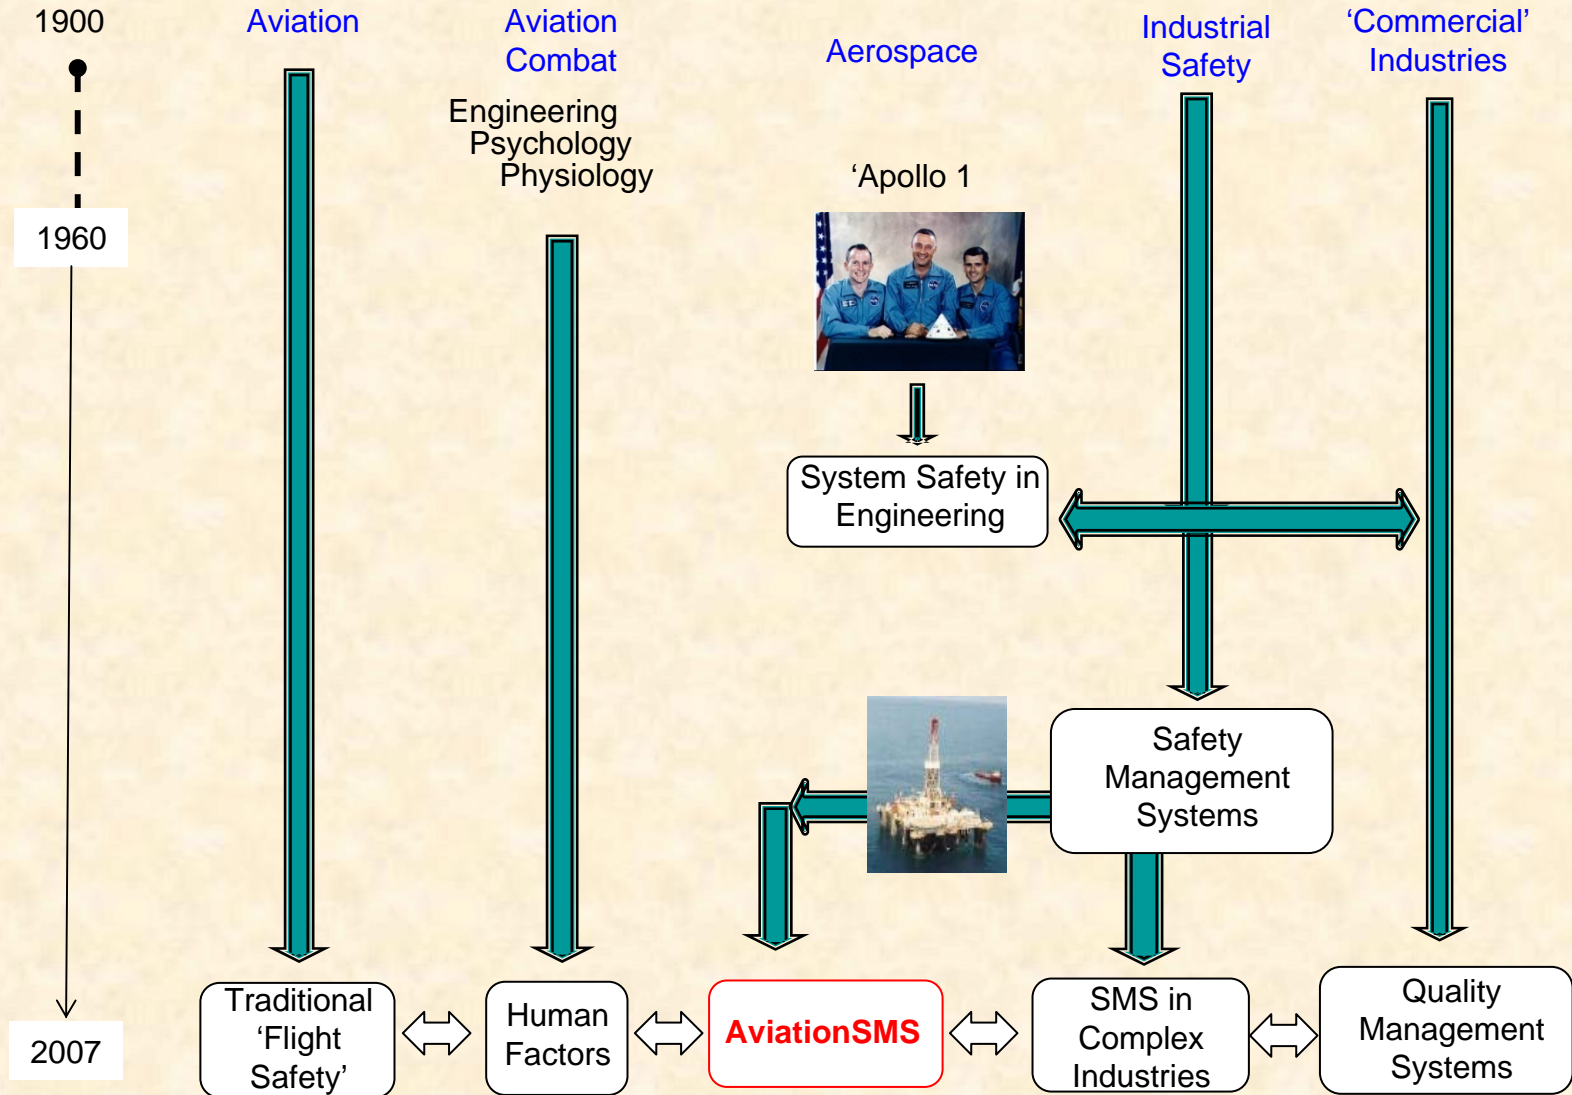 1900
Aviation
Aviation
Combat
Engineering
Psychology
Physiology
Aerospace
‘Apollo 1
Industrial
Safety
‘Commercial’
Industries
1960
System Safety in
Engineering
Safety
Management
Systems
2007
Traditional
‘Flight
Safety’
Human
Factors
AviationSMS
SMS in
Complex
Industries
Quality
Management
Systems